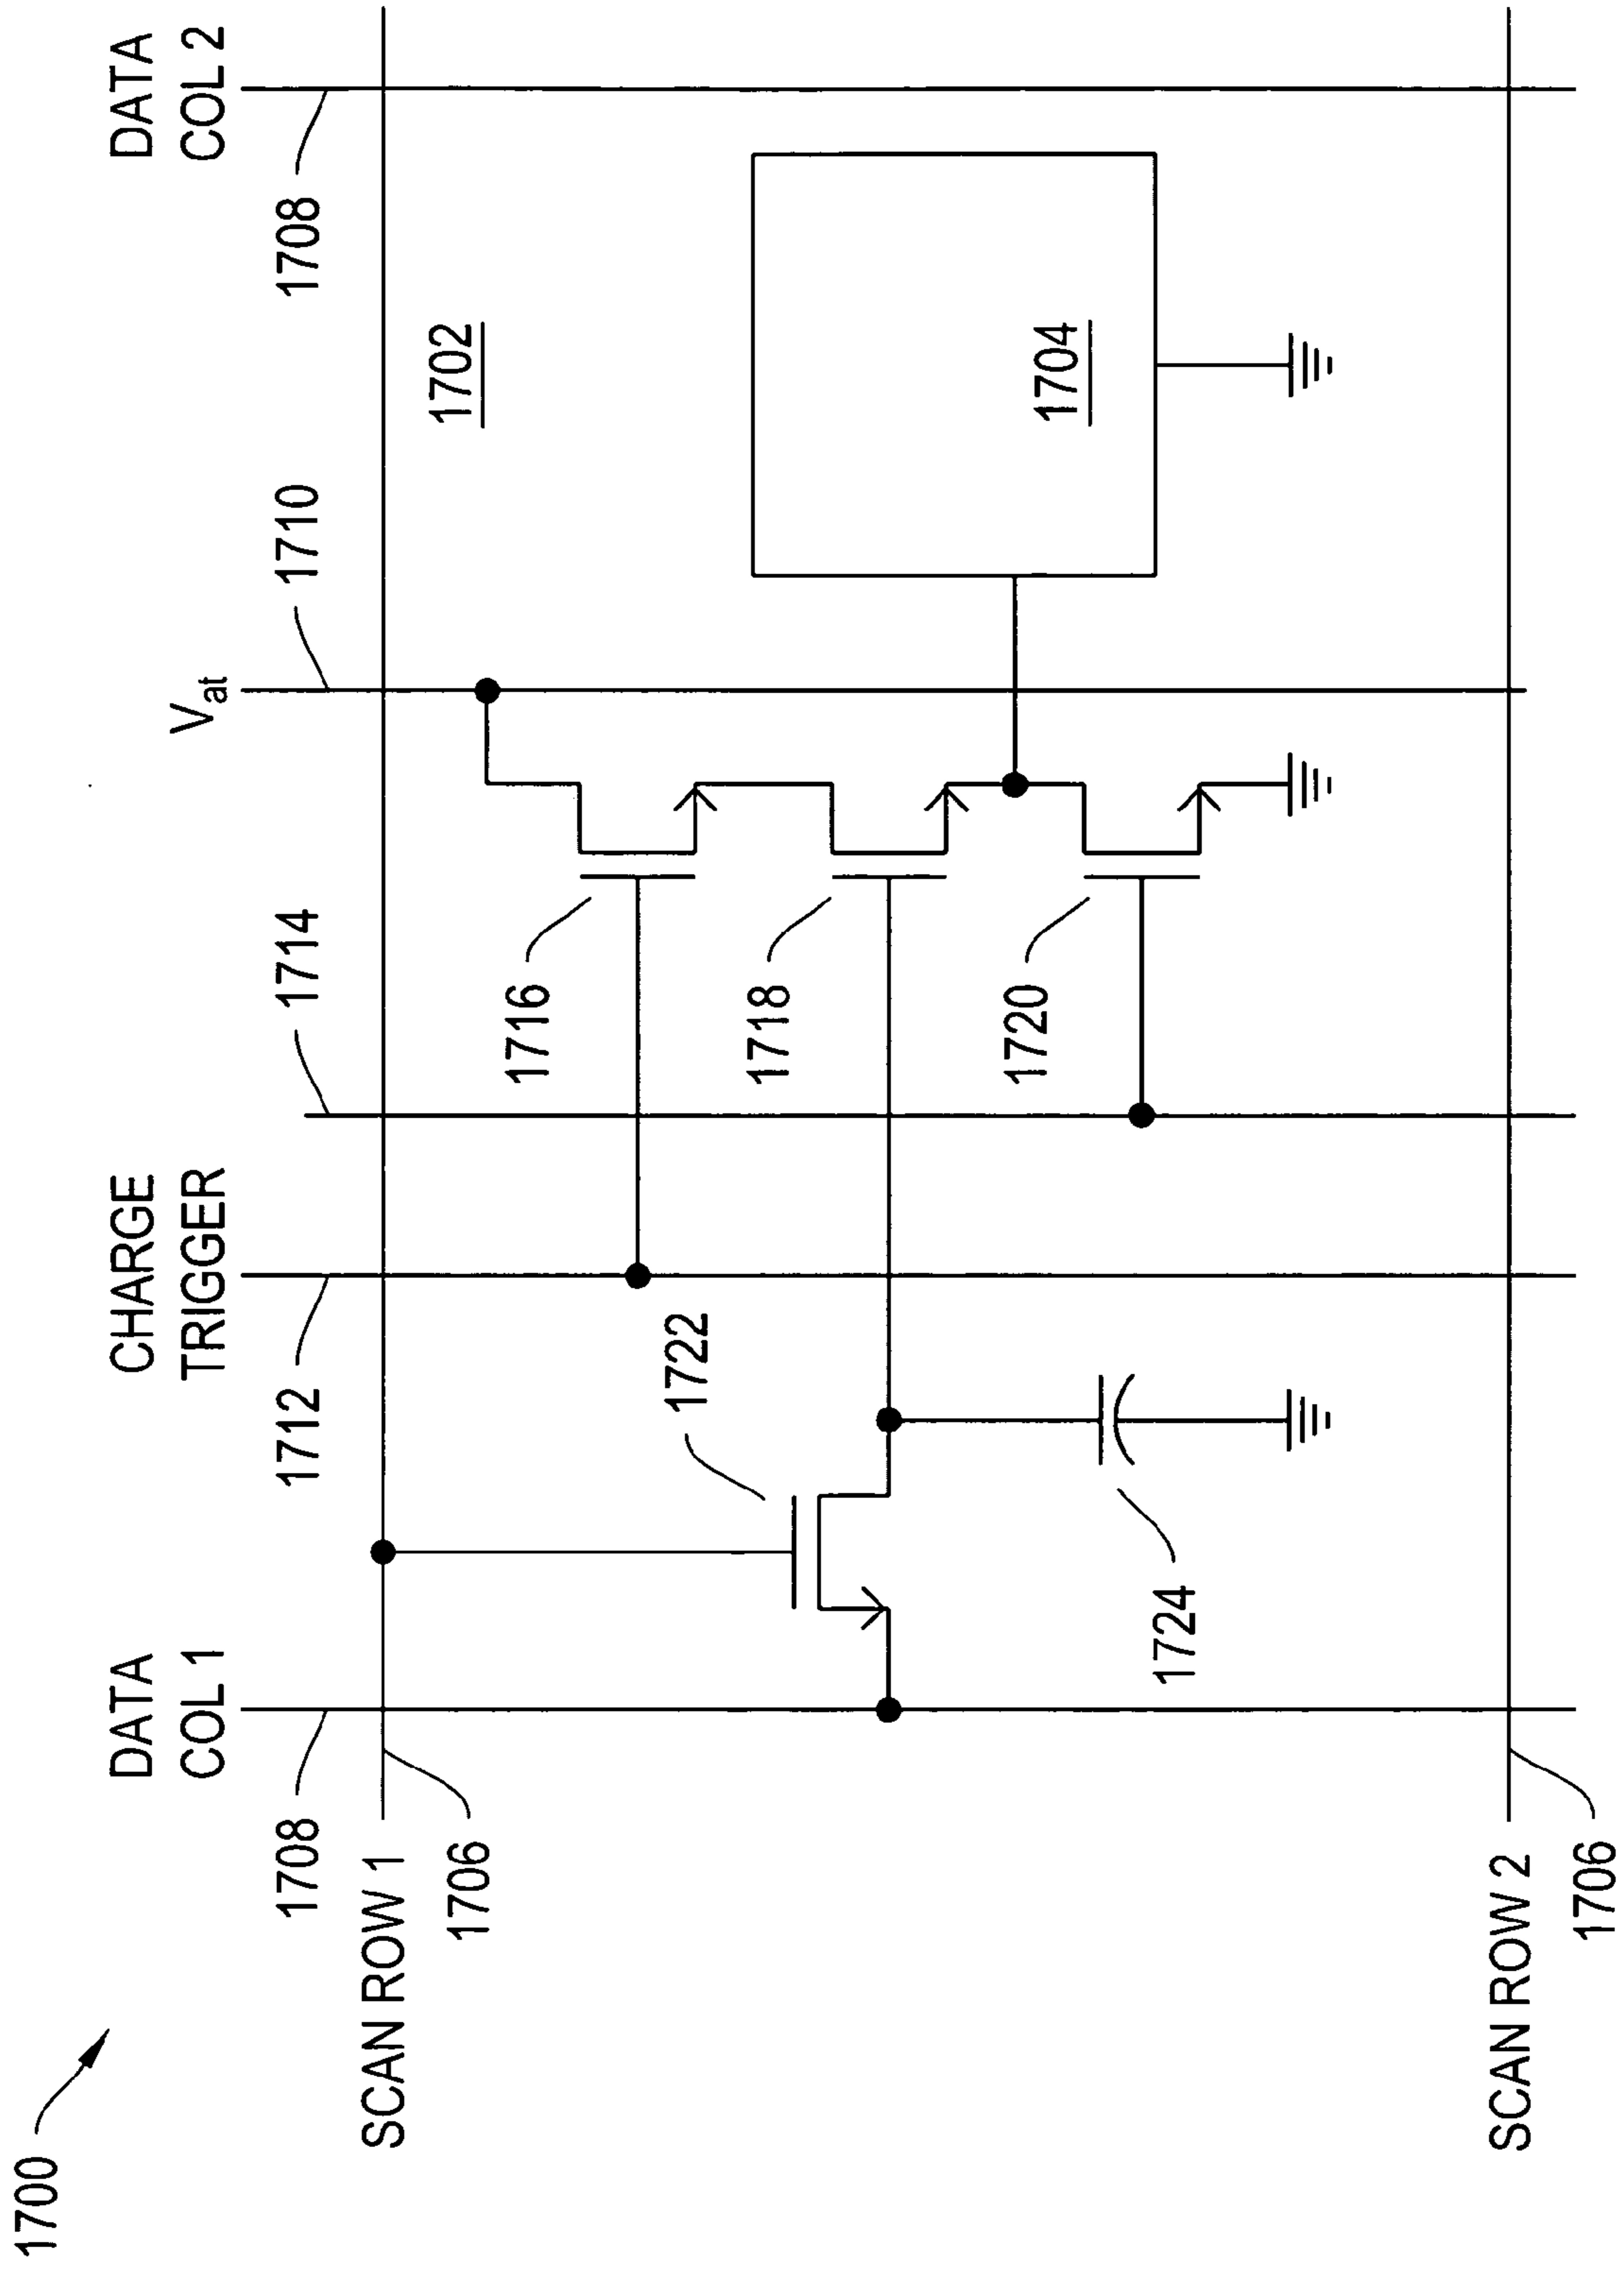 1700
DATA
COL 1
CHARGE
TRIGGER
Vat
DATA
COL 2
1708
1712
1714
1710
1708
SCAN ROW 1
1706
1702
1716
1722
1718
1720
1704
1724
SCAN ROW 2
1706